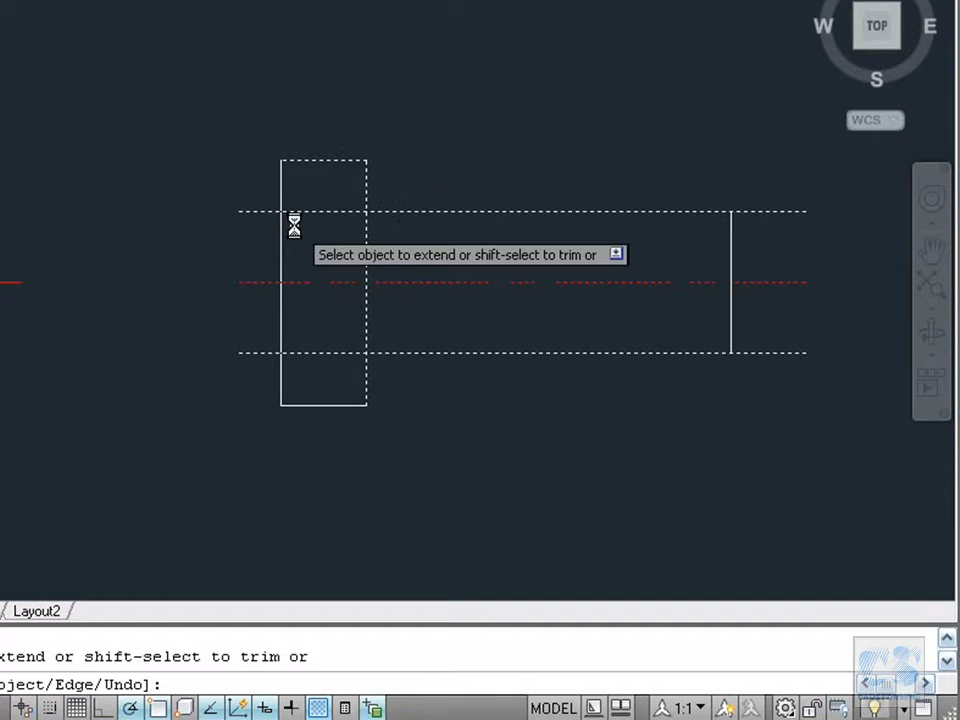 W
TOP
E
S
WCS
Select object to extend or shift-select to trim or
Layout2
xtend or shift-select to trim or
oject/Edge/Undo]:
MODEL
1:1